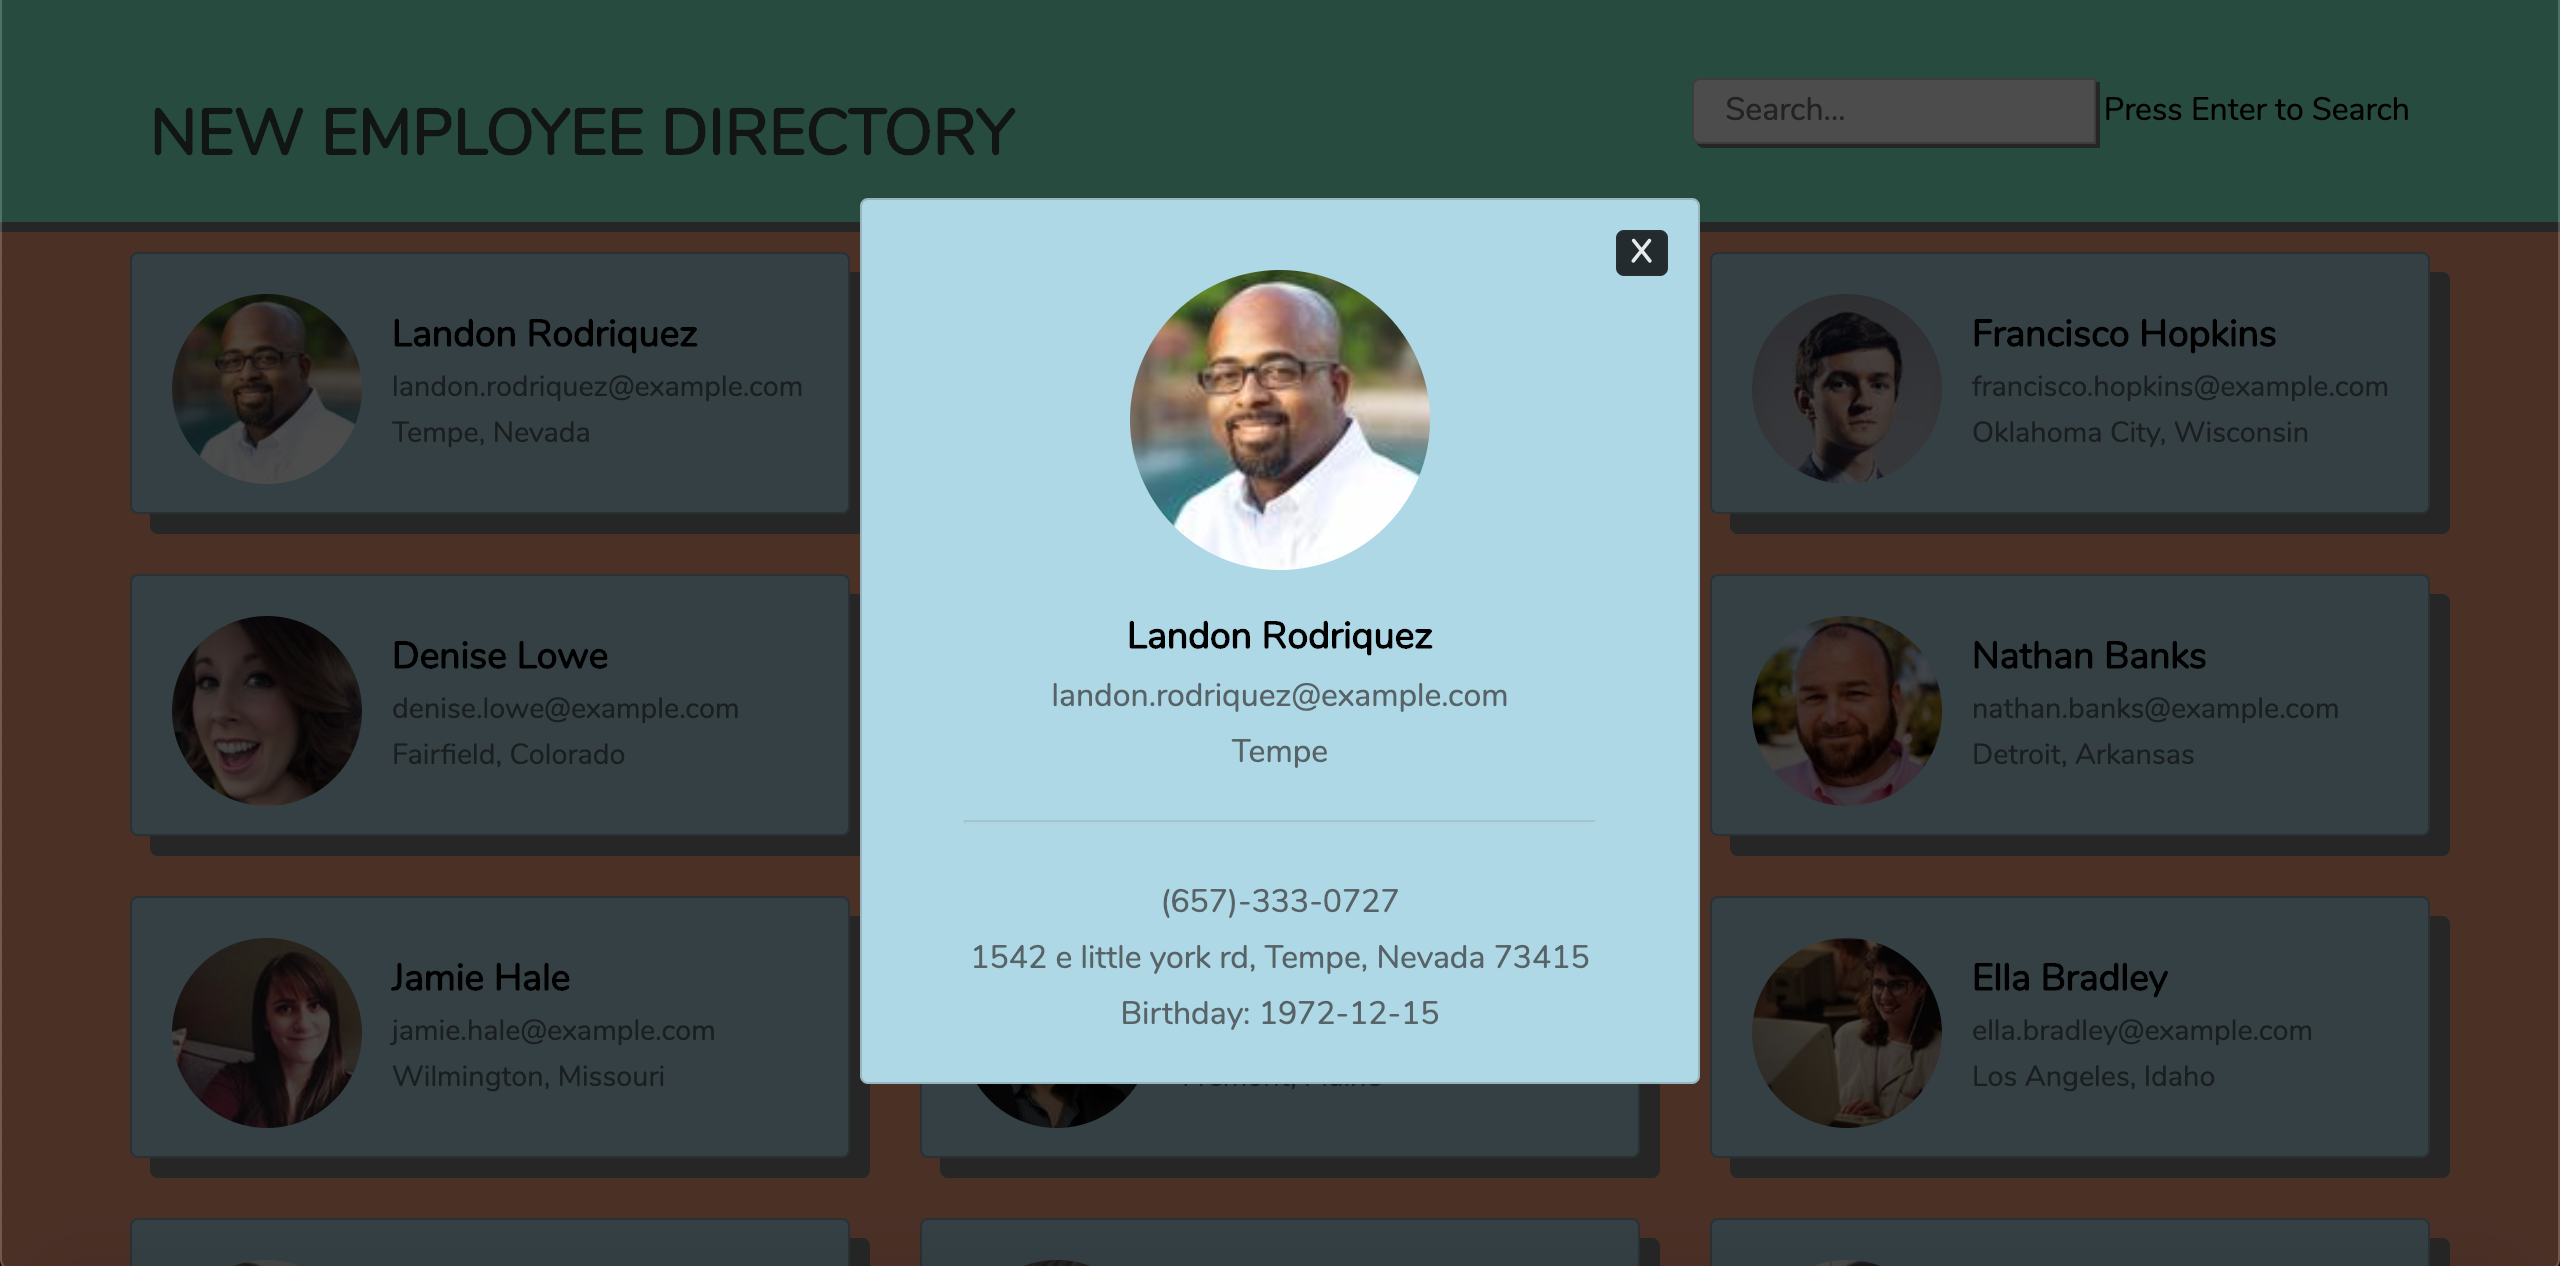 NEW EMPLOYEE DIRECTORY
Search...
Press Enter to Search
X
Landon Rodriquez
landon.rodriquez@example.com
Tempe, Nevada
Francisco Hopkins
francisco.hopkins@example.com
Oklahoma City, Wisconsin
Landon Rodriquez
landon.rodriquez@example.com
Tempe
(657)-333-0727
1542 e little york rd, Tempe, Nevada 73415
Birthday: 1972-12-15
Denise Lowe
denise.lowe@example.com
Fairfield, Colorado
Nathan Banks
nathan.banks@example.com
Detroit, Arkansas
Jamie Hale
jamie.hale@example.com
Wilmington, Missouri
Ella Bradley
ella.bradley@example.com
Los Angeles, Idaho